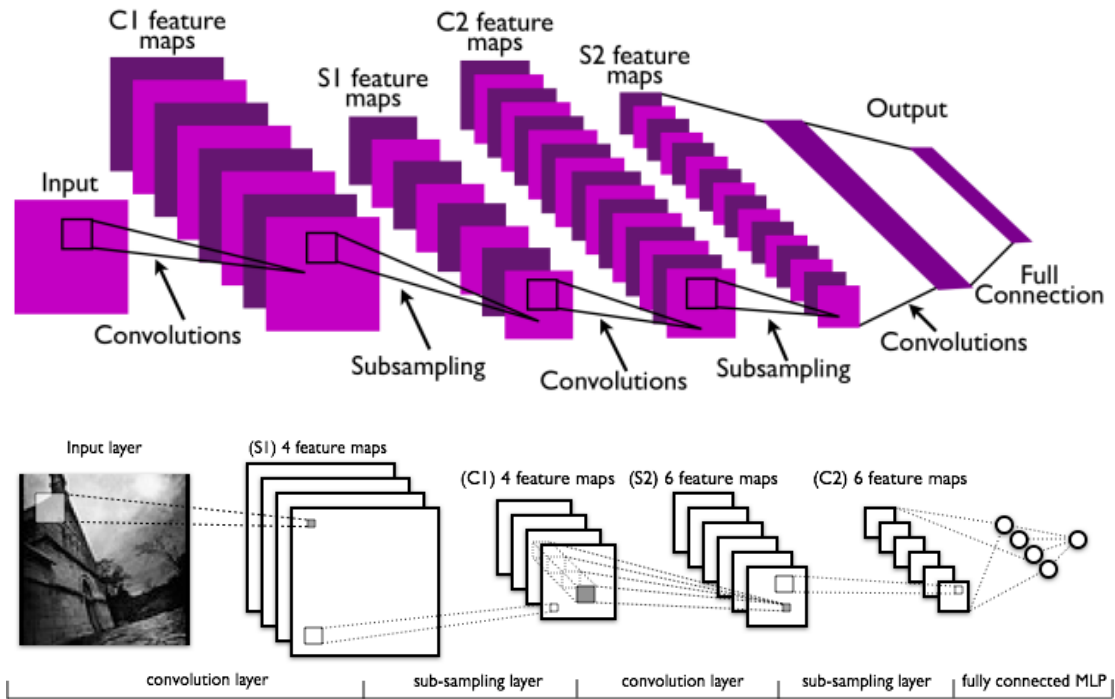 C1 feature
maps
S1 feature
maps
C2 feature
maps
S2 feature
maps
Output
Input
Convolutions
Subsampling
Convolutions
Subsampling
Convolutions
Full
Connection
Input layer
(S1) 4 feature maps
(C1) 4 feature maps
(S2) 6 feature maps
(C2) 6 feature maps
convolution layer
sub-sampling layer
convolution layer
sub-sampling layer
fully connected MLP